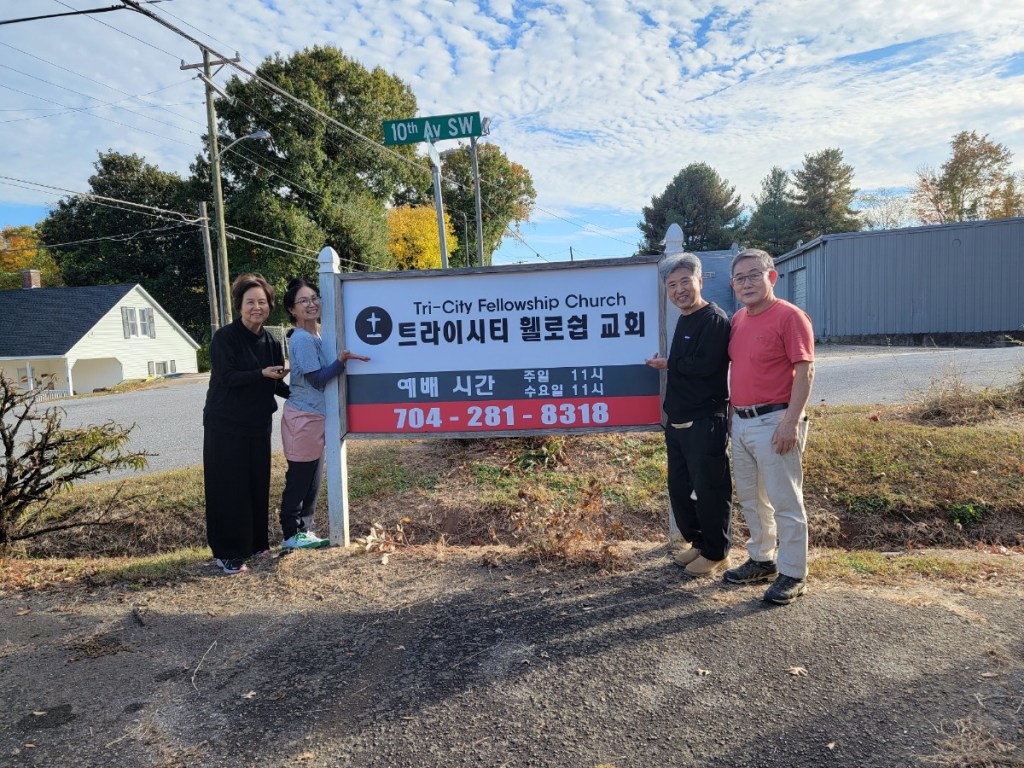 10th Av SW
Tri-City Fellowship Church
트라이시티 휄로쉽 교회
예배 시간 주일 11시
수요일 11시
704 - 281 - 8318